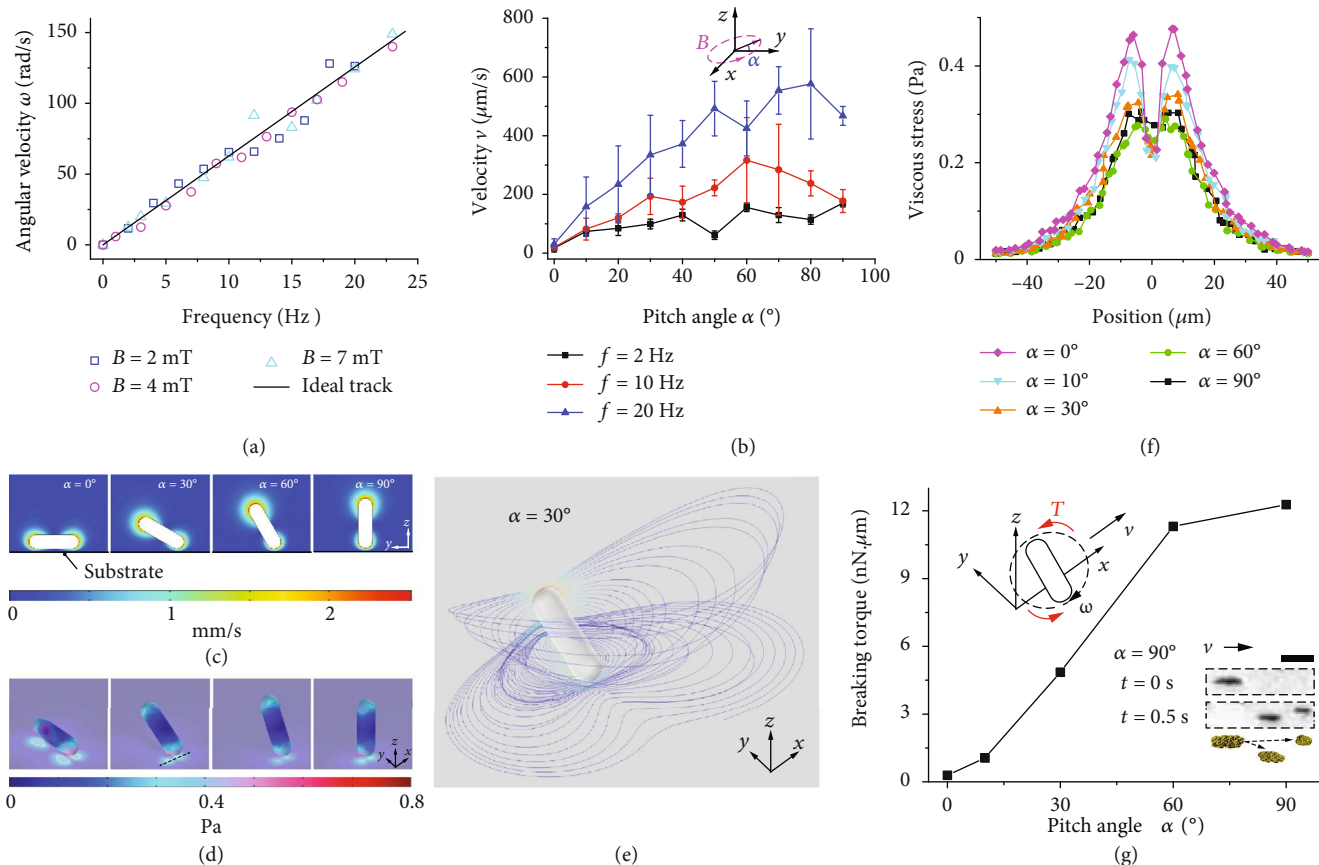 150
100
50
0
0
5
10
15
20
25
Angular velocity ω (rad/s)
Frequency (Hz )
B = 2 mT
B = 7 mT
B = 4 mT
Ideal track
(a)
800
600
400
200
0
0
20
40
60
80
100
Velocity v (μm/s)
z
y
x
B
α
Pitch angle α (°)
f = 2 Hz
f = 10 Hz
f = 20 Hz
(b)
0.4
0.2
0
−40
−20
0
20
40
Viscous stress (Pa)
Position (μm)
α = 0°
α = 60°
α = 10°
α = 90°
α = 30°
(f)
α = 0°
α = 30°
α = 60°
α = 90°
z
y
Substrate
0
1
2
mm/s
(c)
z
y
x
0
0.4
0.8
Pa
(d)
α = 30°
z
y
x
(e)
12
9
6
3
0
0
30
60
90
Breaking torque (nN.μm)
z
T
v
y
x
ω
α = 90°
v
t = 0 s
t = 0.5 s
Pitch angle α (°)
(g)